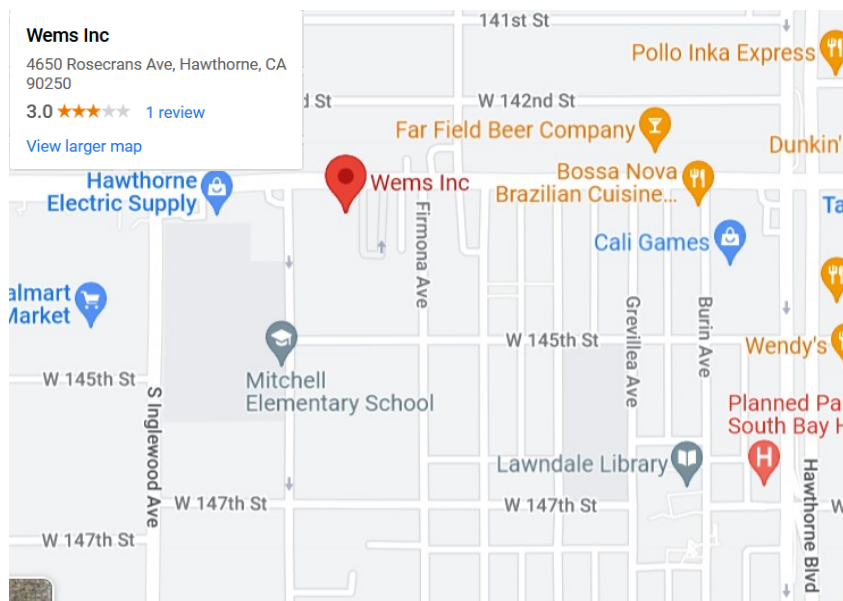 Wems Inc
4650 Rosecrans Ave, Hawthorne, CA
90250
3.0
1 review
View larger map
141st St
Pollo Inka Express
d St
W 142nd St
Far Field Beer Company
Dunkin'
Bossa Nova
Brazilian Cuisine...
Hawthorne
Electric Supply
Wems Inc
Ta
Firmona Ave
Cali Games
almart
Market
Grevillea Ave
Burin Ave
W 145th St
Wendy's
W 145th St
Mitchell
Elementary School
S Inglewood Ave
Planned Pa
South Bay H
H
Lawndale Library
Hawthorne Blvd
W 147th St
W 147th St
W
W 147th St